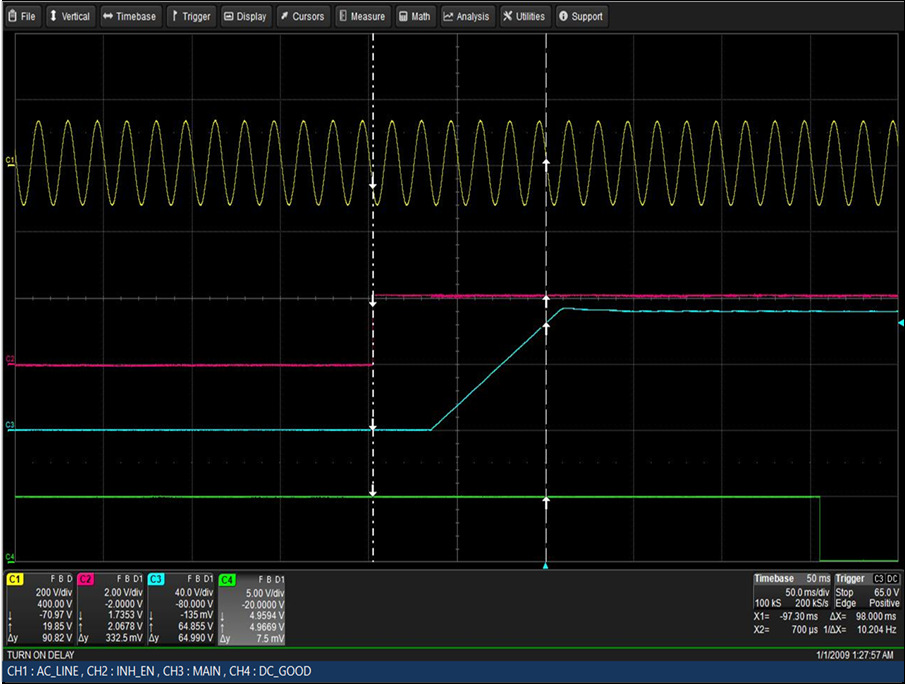 File Vertical Timebase Trigger Display Cursors Measure Math Analysis Utilities Support
C1
C2
C3
C4
C1 F B D C2 F B D1 C3 F B D1 C4 F B D1
200 V/div 2.00 V/div 40.0 V/div 5.00 V/div
400.00 V -2.0000 V -80.000 V -20.0000 V
↓ -70.97 V ↓ 1.7353 V ↓ -135 mV ↓ 4.9594 V
↑ 19.85 V ↑ 2.0678 V ↑ 64.855 V ↑ 4.9669 V
Δy 90.82 V Δy 332.5 mV Δy 64.990 V Δy 7.5 mV
Timebase 50 ms Trigger C3 DC
50.0 ms/div Stop 65.0 V
100 kS 200 kS/s Edge Positive
X1= -97.30 ms ΔX= 98.000 ms
X2= 700 µs 1/ΔX= 10.204 Hz
TURN ON DELAY 1/1/2009 1:27:57 AM
CH1 : AC_LINE , CH2 : INH_EN , CH3 : MAIN , CH4 : DC_GOOD